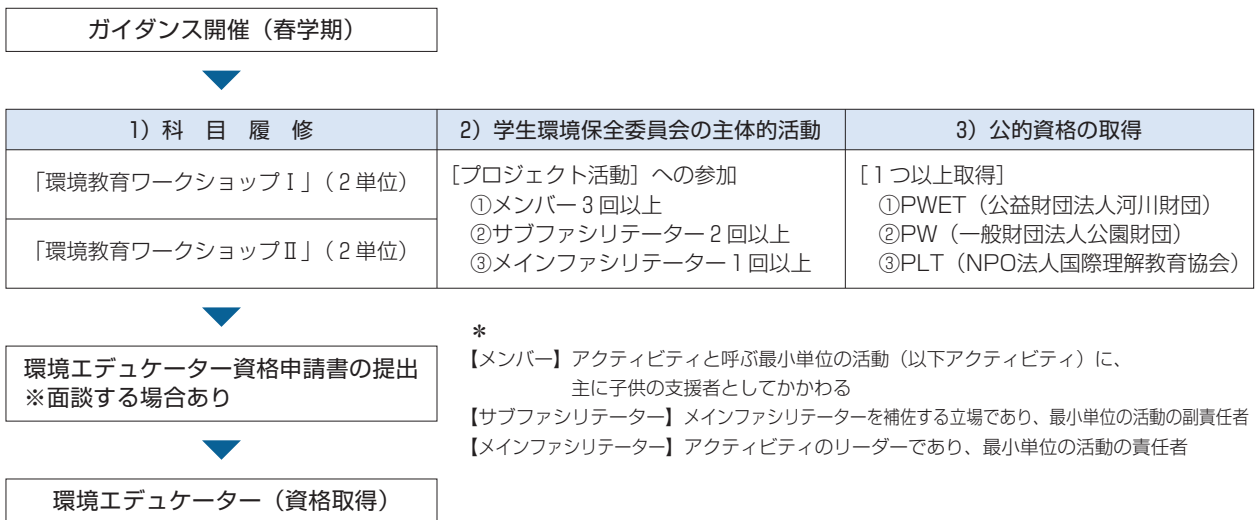 ガイダンス開催（春学期）
1）科　目　履　修
2）学生環境保全委員会の主体的活動
3）公的資格の取得
「環境教育ワークショップⅠ」（２単位）
「環境教育ワークショップⅡ」（２単位）
［プロジェクト活動］への参加
①メンバー３回以上
②サブファシリテーター２回以上
③メインファシリテーター１回以上
［１つ以上取得］
①PWET（公益財団法人河川財団）
②PW（一般財団法人公園財団）
③PLT（NPO法人国際理解教育協会）
環境エデュケーター資格申請書の提出
※面談する場合あり
＊
【メンバー】アクティビティと呼ぶ最小単位の活動（以下アクティビティ）に、
主に子供の支援者としてかかわる
【サブファシリテーター】メインファシリテーターを補佐する立場であり、最小単位の活動の副責任者
【メインファシリテーター】アクティビティのリーダーであり、最小単位の活動の責任者
環境エデュケーター（資格取得）